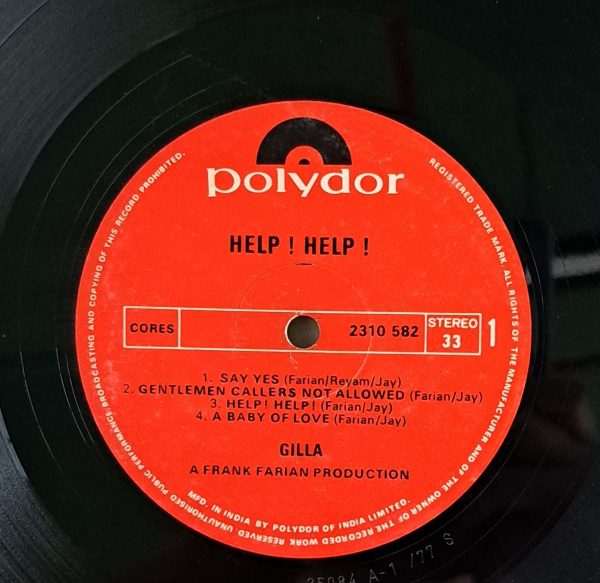 polydor
HELP ! HELP !
CORES
2310 582
STEREO
33
1
1. SAY YES (Farian/Reyam/Jay)
2. GENTLEMEN CALLERS NOT ALLOWED (Farian/Jay)
3. HELP! HELP! (Farian/Jay)
4. A BABY OF LOVE (Farian/Jay)
GILLA
A FRANK FARIAN PRODUCTION
MFD. IN INDIA BY POLYDOR OF INDIA LIMITED.
REGISTERED TRADE MARK. ALL RIGHTS OF THE MANUFACTURER AND OF THE OWNER OF THE RECORDED WORK RESERVED. UNAUTHORISED PUBLIC PERFORMANCE BROADCASTING AND COPYING OF THIS RECORD PROHIBITED.
A-1 /77 S